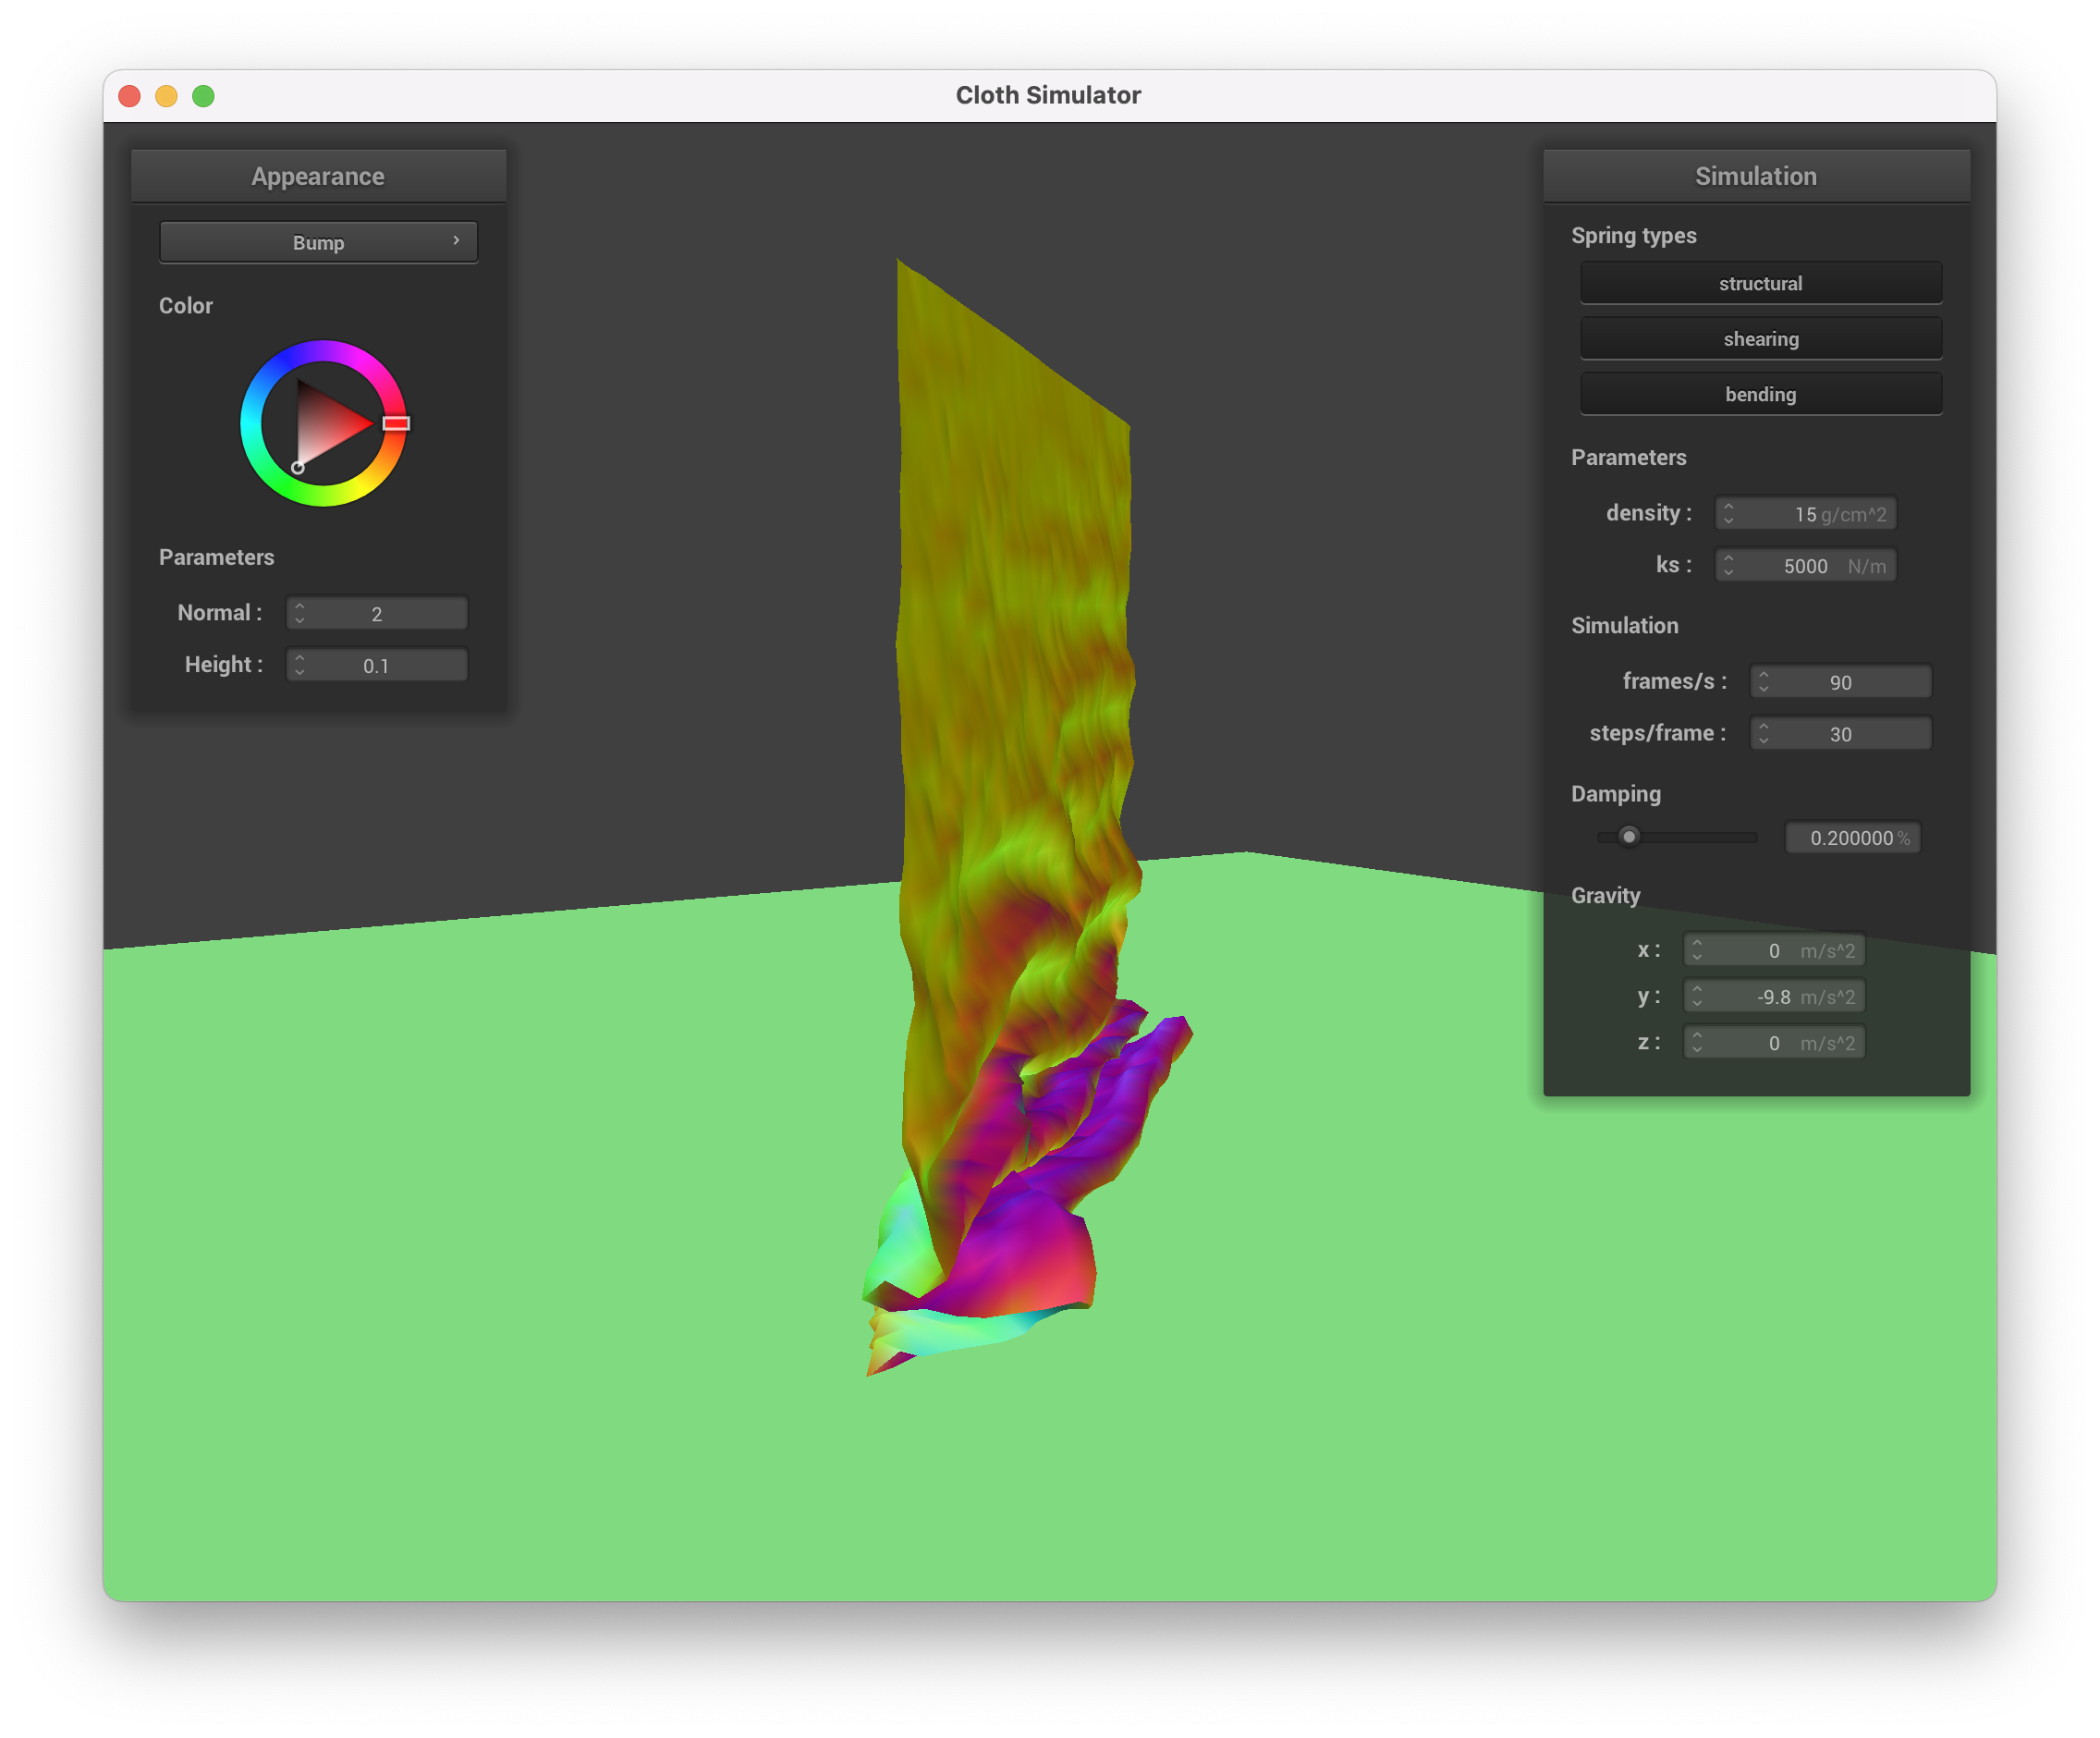 Cloth Simulator
Appearance
Bump
Color
Parameters
Normal : 2
Height : 0.1
Simulation
Spring types
structural
shearing
bending
Parameters
density : 15 g/cm^2
ks : 5000 N/m
Simulation
frames/s : 90
steps/frame : 30
Damping
0.200000 %
Gravity
x : 0 m/s^2
y : -9.8 m/s^2
z : 0 m/s^2